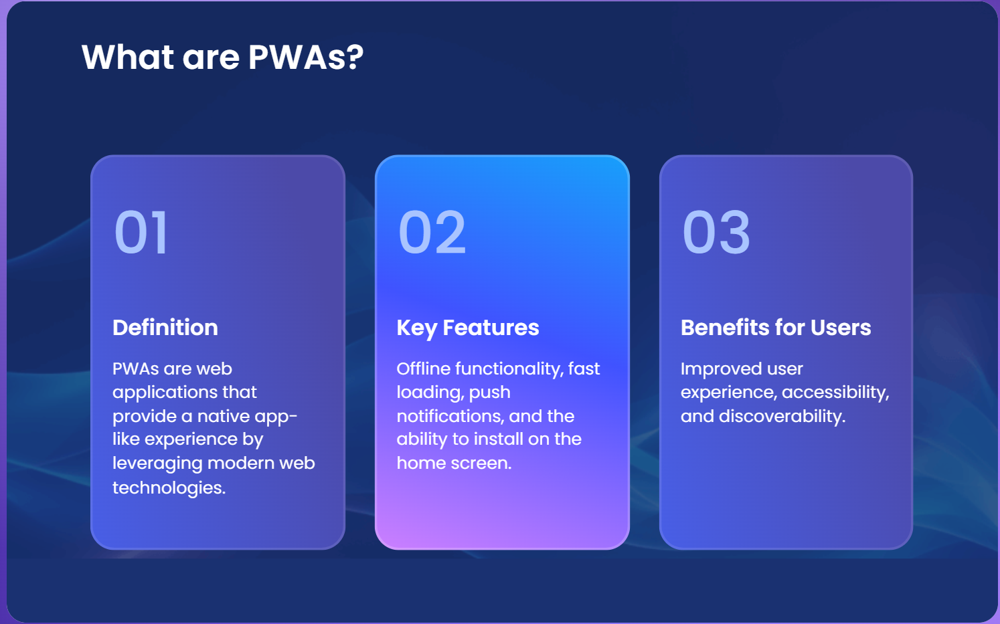 What are PWAs?
01
Definition
PWAs are web
applications that
provide a native app-
like experience by
leveraging modern web
technologies.
02
Key Features
Offline functionality, fast
loading, push
notifications, and the
ability to install on the
home screen.
03
Benefits for Users
Improved user
experience, accessibility,
and discoverability.